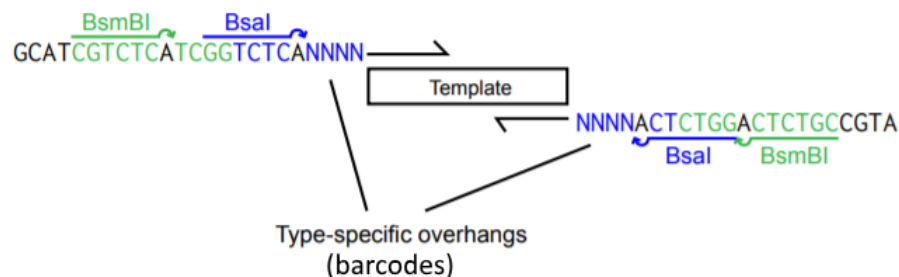 BsmBI BsaI
GCATCGTCTCATCGGTCTCANNNN
Template
NNNNACTCTGGACTCTGCCGTA
BsaI BsmBI
Type-specific overhangs
(barcodes)